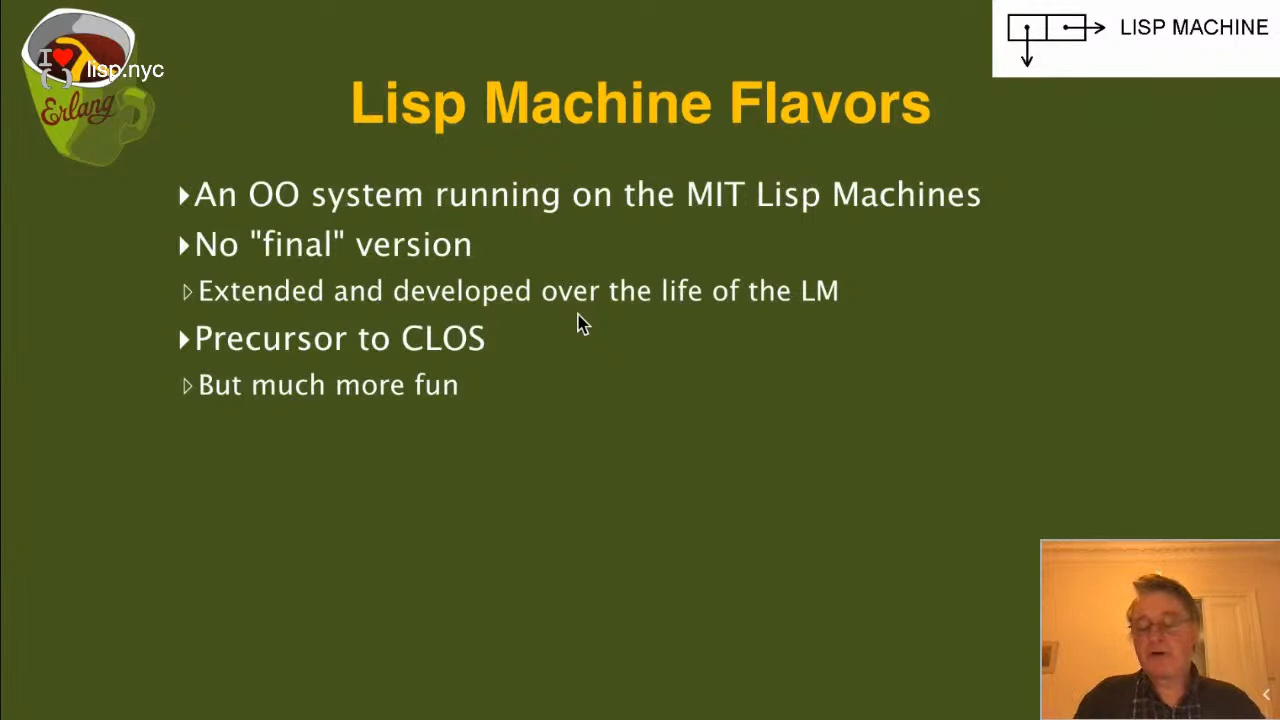 LISP MACHINE
I ♥ lisp.nyc
( )
Erlang
Lisp Machine Flavors
An OO system running on the MIT Lisp Machines
No "final" version
Extended and developed over the life of the LM
Precursor to CLOS
But much more fun